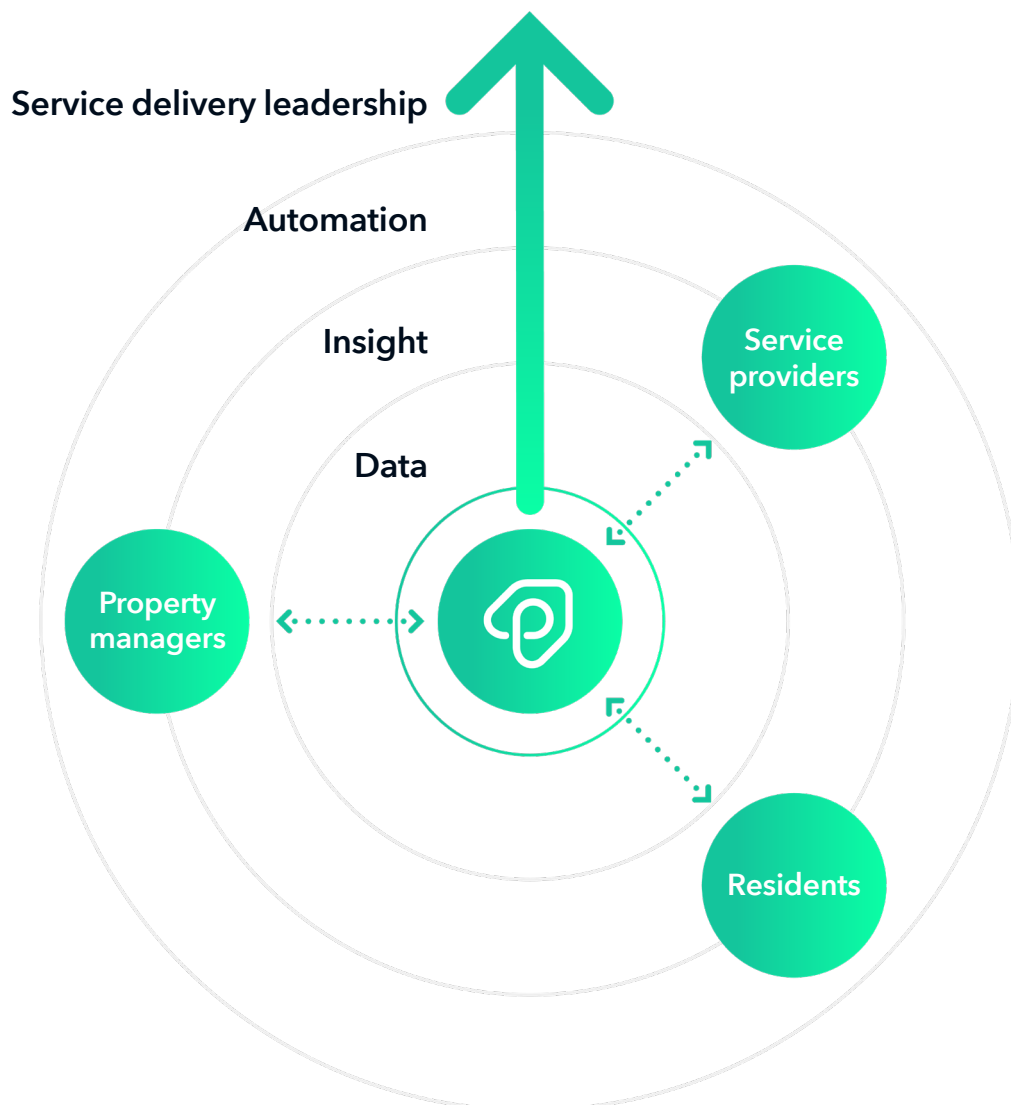 Service delivery leadership
Automation
Insight
Service
providers
Data
Property
managers
Residents